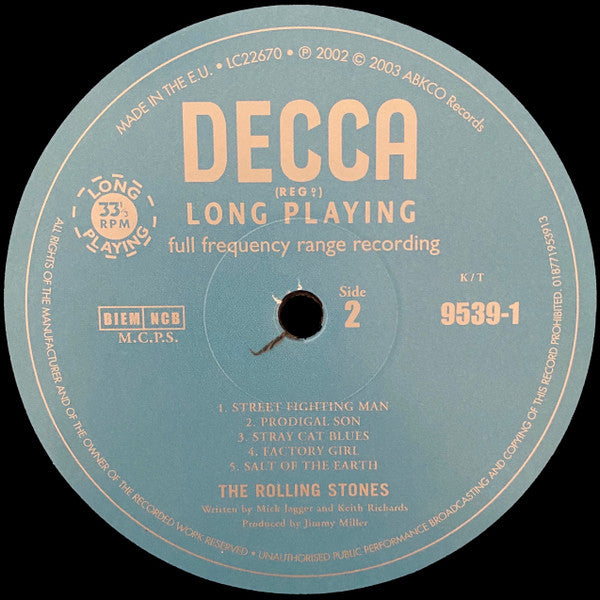 MADE IN THE E.U. • LC22670 • ℗ 2002 © 2003 ABKCO Records
DECCA
(REGº)
LONG PLAYING
full frequency range recording
LONG
33⅓
RPM
PLAYING
K/T
Side
2
9539-1
BIEM NCB
M.C.P.S.
1. STREET FIGHTING MAN
2. PRODIGAL SON
3. STRAY CAT BLUES
4. FACTORY GIRL
5. SALT OF THE EARTH
THE ROLLING STONES
Written by Mick Jagger and Keith Richards
Produced by Jimmy Miller
ALL RIGHTS OF THE MANUFACTURER AND OF THE OWNER OF THE RECORDED WORK RESERVED • UNAUTHORISED PUBLIC PERFORMANCE BROADCASTING AND COPYING OF THIS RECORD PROHIBITED. 018771953913